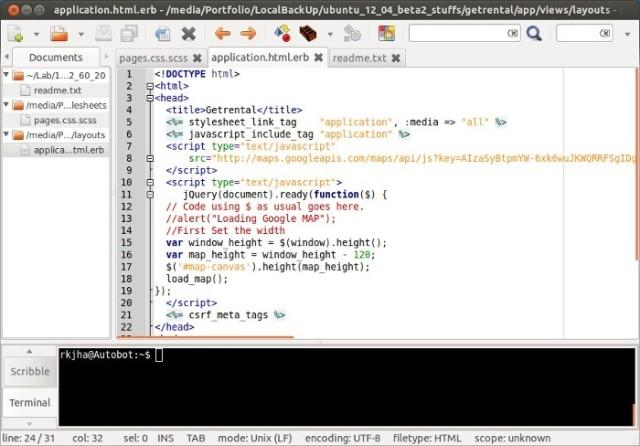 application.html.erb - /media/Portfolio/LocalBackUp/ubuntu_12_04_beta2_stuffs/getrental/app/views/layouts -
Documents
pages.css.scss
application.html.erb
readme.txt
~/Lab/1...2_60_20
readme.txt
/media/P...lesheets
pages.css.scss
/media/P.../layouts
applica...tml.erb
1 <!DOCTYPE html>
2 <html>
3 <head>
4 <title>Getrental</title>
5 <%= stylesheet_link_tag "application", :media => "all" %>
6 <%= javascript_include_tag "application" %>
7 <script type="text/javascript"
8 src="http://maps.googleapis.com/maps/api/js?key=
9 </script>
10 <script type="text/javascript">
11 jQuery(document).ready(function($) {
12 // Code using $ as usual goes here.
13 //alert("Loading Google MAP");
14 //First Set the width
15 var window_height = $(window).height();
16 var map_height = window_height - 120;
17 $('#map-canvas').height(map_height);
18 load_map();
19 });
20 </script>
21 <%= csrf_meta_tags %>
22 </head>
Scribble
Terminal
rkjha@Autobot:~$
line: 24 / 31 col: 32 sel: 0 INS TAB mode: Unix (LF) encoding: UTF-8 filetype: HTML scope: unknown